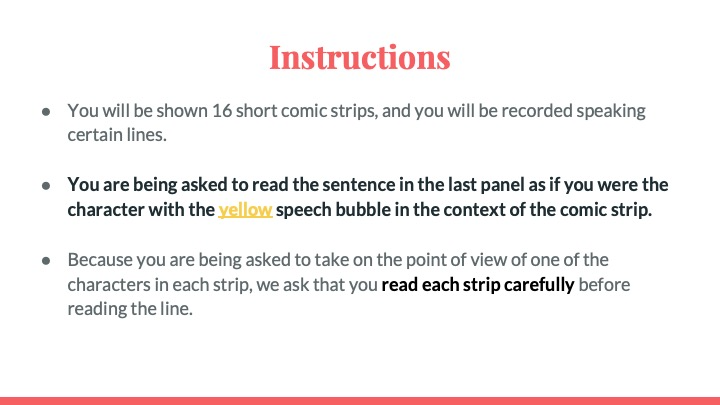 Instructions
● You will be shown 16 short comic strips, and you will be recorded speaking
certain lines.
● You are being asked to read the sentence in the last panel as if you were the
character with the yellow speech bubble in the context of the comic strip.
● Because you are being asked to take on the point of view of one of the
characters in each strip, we ask that you read each strip carefully before
reading the line.